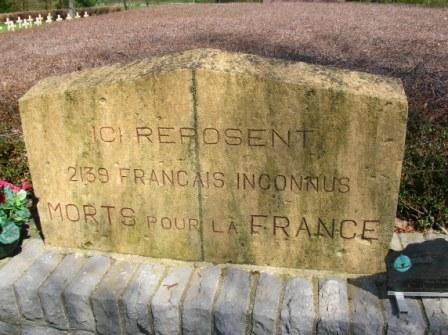 ICI REPOSENT
2139 FRANCAIS INCONNUS
MORTS POUR LA FRANCE